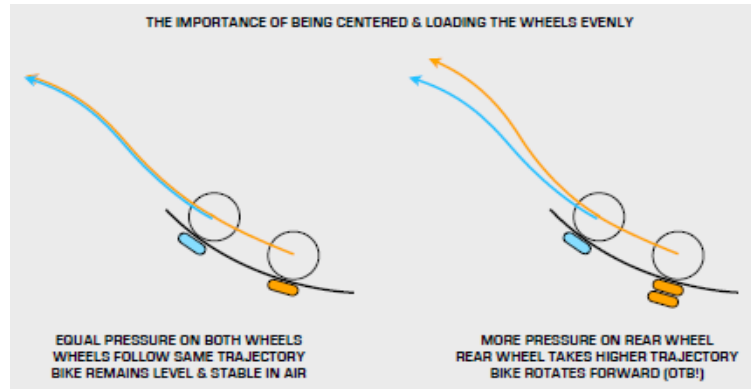 THE IMPORTANCE OF BEING CENTERED & LOADING THE WHEELS EVENLY
EQUAL PRESSURE ON BOTH WHEELS
WHEELS FOLLOW SAME TRAJECTORY
BIKE REMAINS LEVEL & STABLE IN AIR
MORE PRESSURE ON REAR WHEEL
REAR WHEEL TAKES HIGHER TRAJECTORY
BIKE ROTATES FORWARD (OTB!)